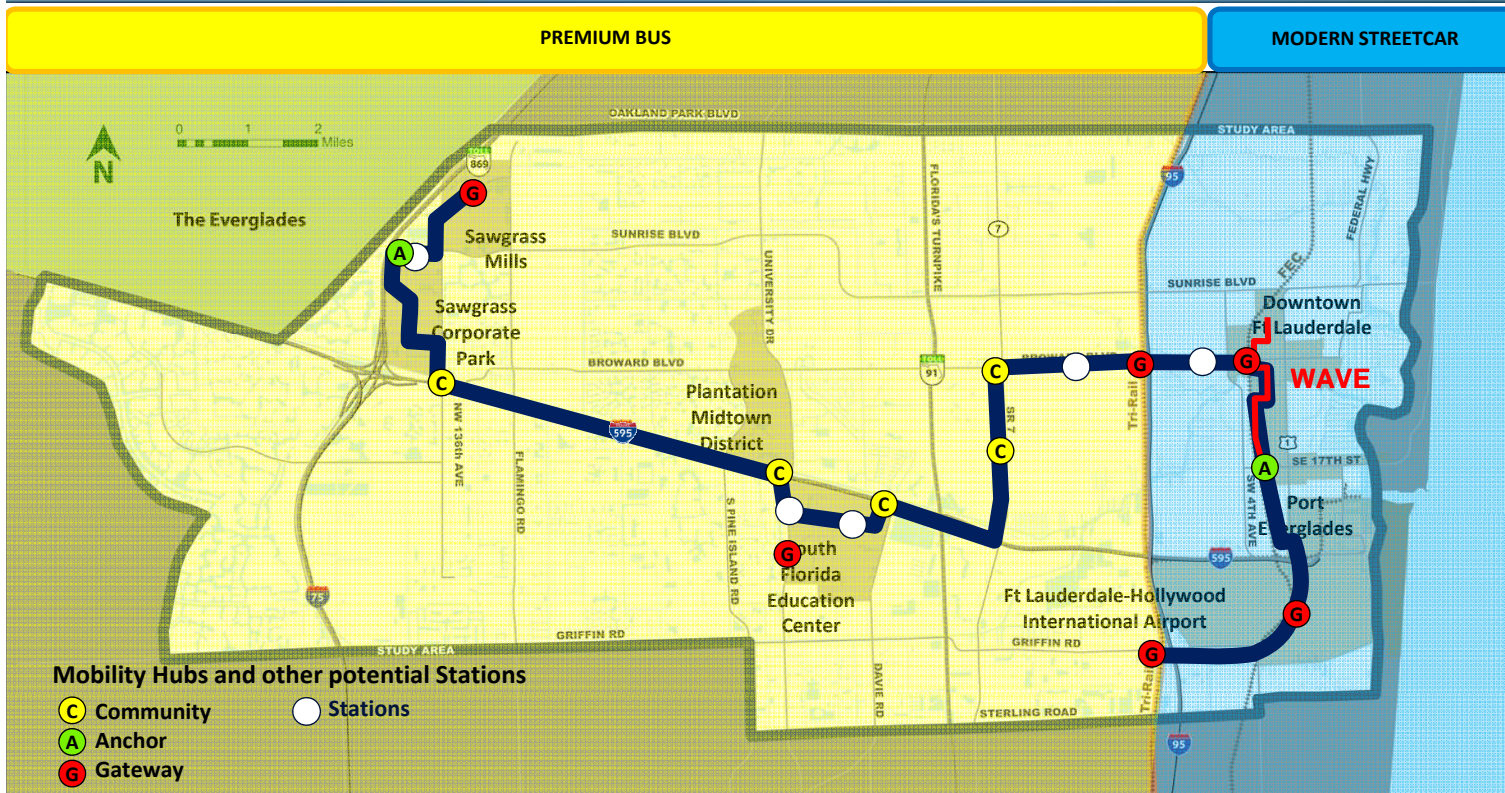 PREMIUM BUS
MODERN STREETCAR
OAKLAND PARK BLVD
STUDY AREA
0 1 2
Miles
N
TOLL
869
95
FEDERAL HWY
G
The Everglades
FLORIDA'S TURNPIKE
7
Sawgrass
Mills
SUNRISE BLVD
A
UNIVERSITY DR
FEC
SUNRISE BLVD
Downtown
Ft Lauderdale
Sawgrass
Corporate
Park
BROWARD BLVD
TOLL
91
C
BROWARD BLVD
G
G
WAVE
C
Plantation
Midtown
District
NW 136th AVE
595
SR 7
Tri-Rail
1
C
SE 17TH ST
A
FLAMINGO RD
C
S PINE ISLAND RD
C
SW 4TH AVE
Port
Everglades
G
South
Florida
Education
Center
595
75
Ft Lauderdale-Hollywood
International Airport
G
GRIFFIN RD
GRIFFIN RD
G
STUDY AREA
DAVIE RD
Tri-Rail
STERLING ROAD
95
Mobility Hubs and other potential Stations
C Community
Stations
A Anchor
G Gateway